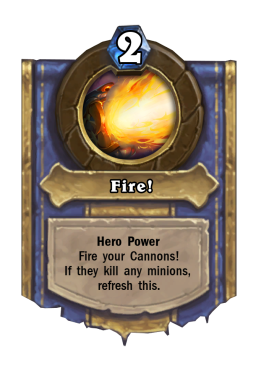 2
Fire!
Hero Power
Fire your Cannons!
If they kill any minions,
refresh this.